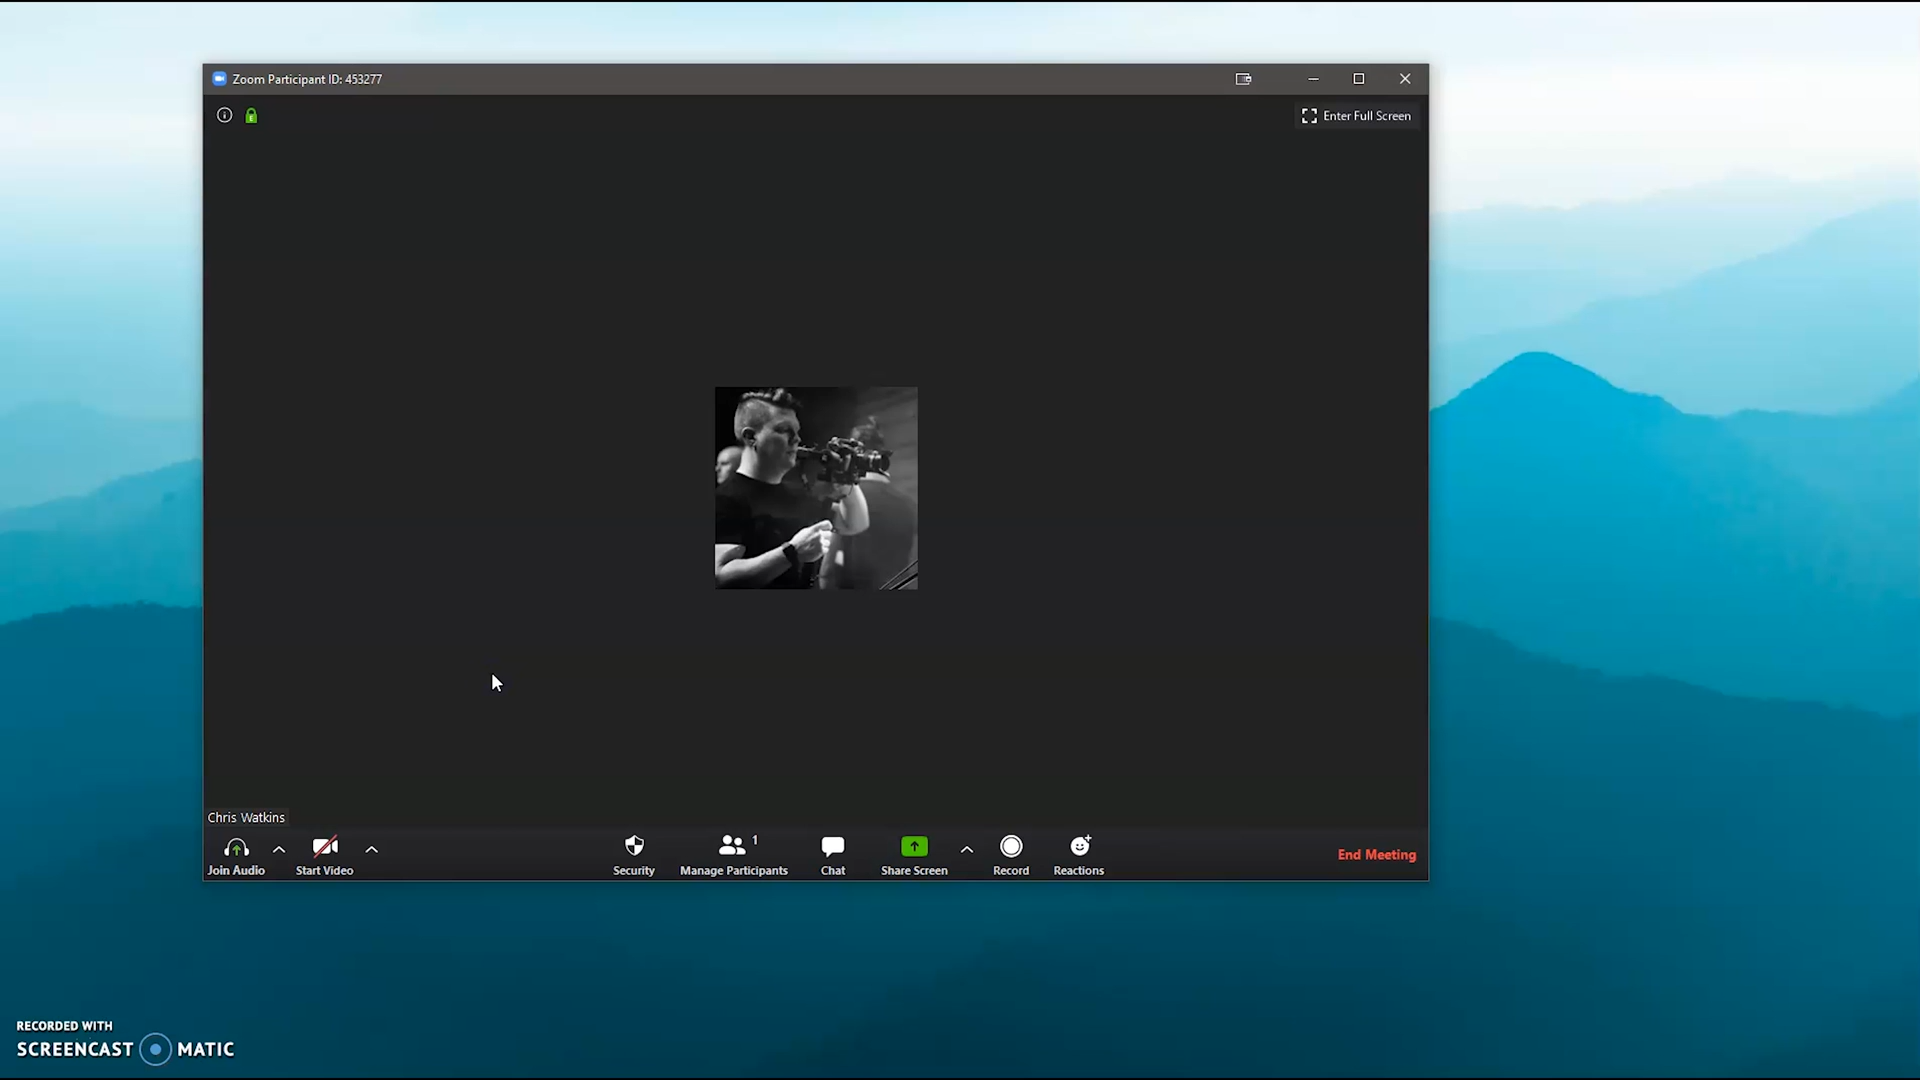 Zoom Participant ID: 453277
Enter Full Screen
Chris Watkins
Join Audio
Start Video
Security
Manage Participants
1
Chat
Share Screen
Record
Reactions
End Meeting
RECORDED WITH
SCREENCAST MATIC